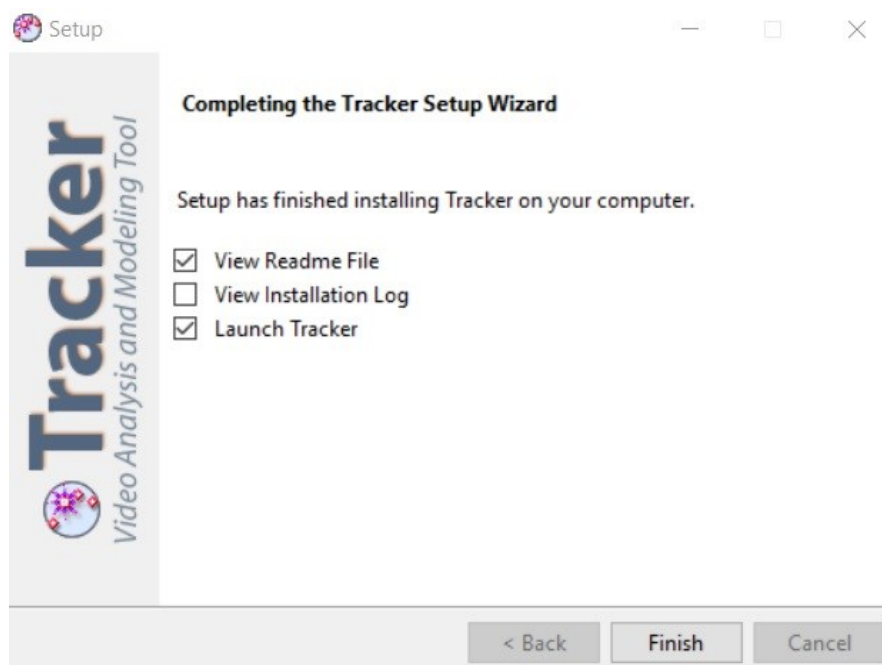 Setup
Tracker
Video Analysis and Modeling Tool
Completing the Tracker Setup Wizard
Setup has finished installing Tracker on your computer.
View Readme File
View Installation Log
Launch Tracker
< Back
Finish
Cancel